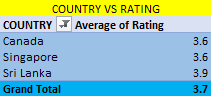 COUNTRY VS RATING
COUNTRY Average of Rating
Canada 3.6
Singapore 3.6
Sri Lanka 3.9
Grand Total 3.7